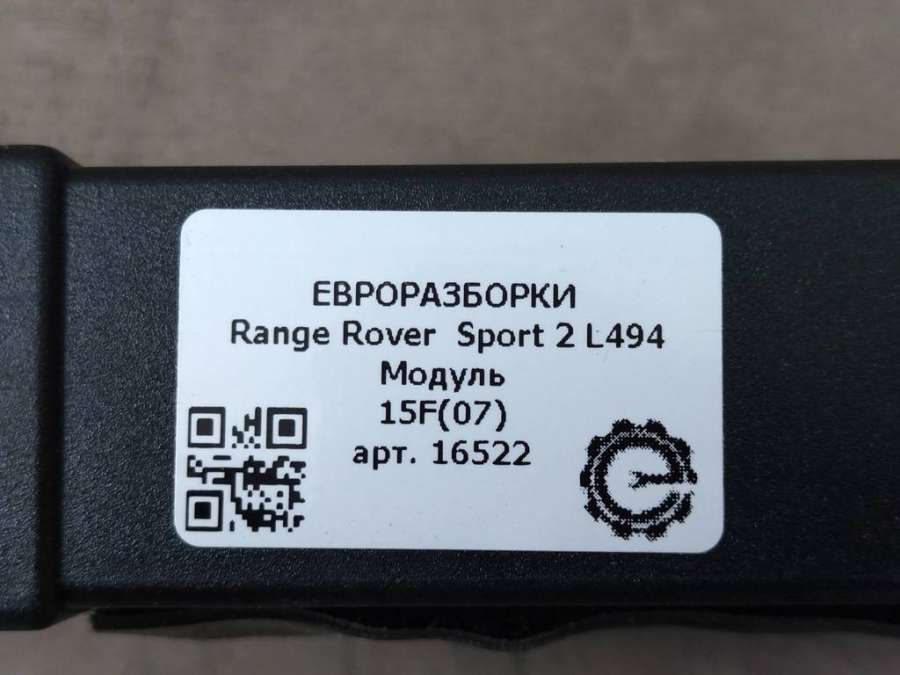 ЕВРОРАЗБОРКИ
Range Rover Sport 2 L494
Модуль
15F(07)
арт. 16522